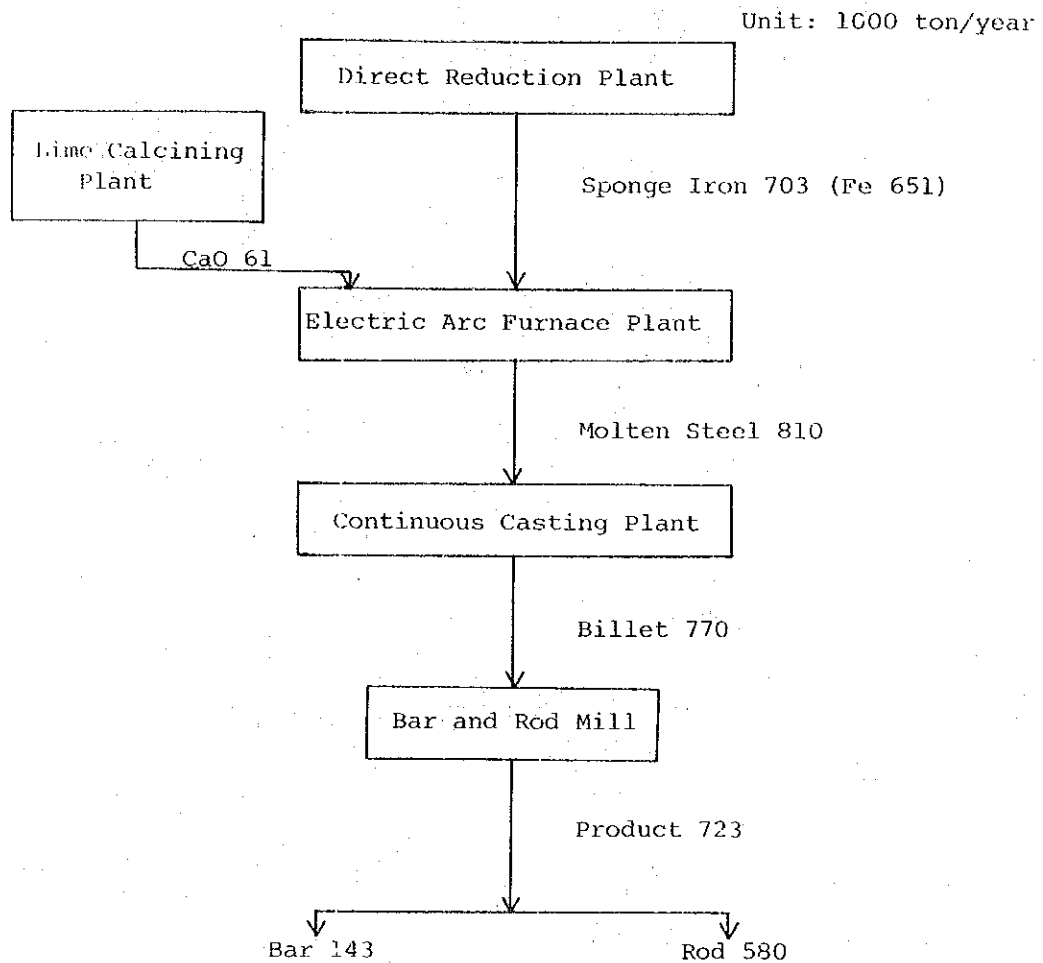 Unit: 1000 ton/year
Direct Reduction Plant
Lime Calcining
Plant
Sponge Iron 703 (Fe 651)
CaO 61
Electric Arc Furnace Plant
Molten Steel 810
Continuous Casting Plant
Billet 770
Bar and Rod Mill
Product 723
Bar 143
Rod 580